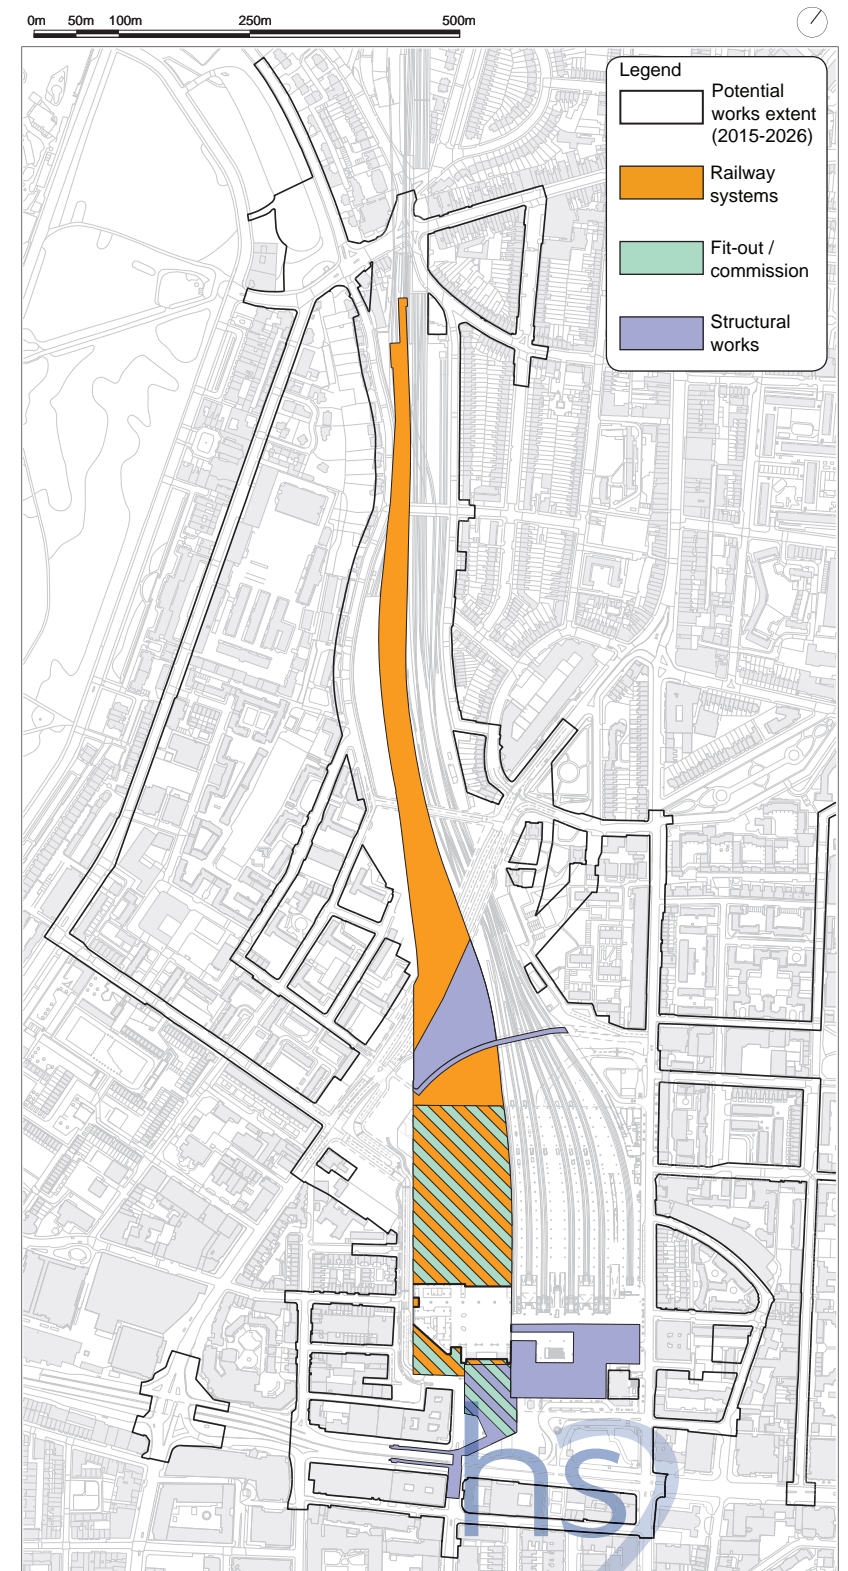 0m 50m 100m 250m 500m
Legend
Potential
works extent
(2015-2026)
Railway
systems
Fit-out /
commission
Structural
works
hs2